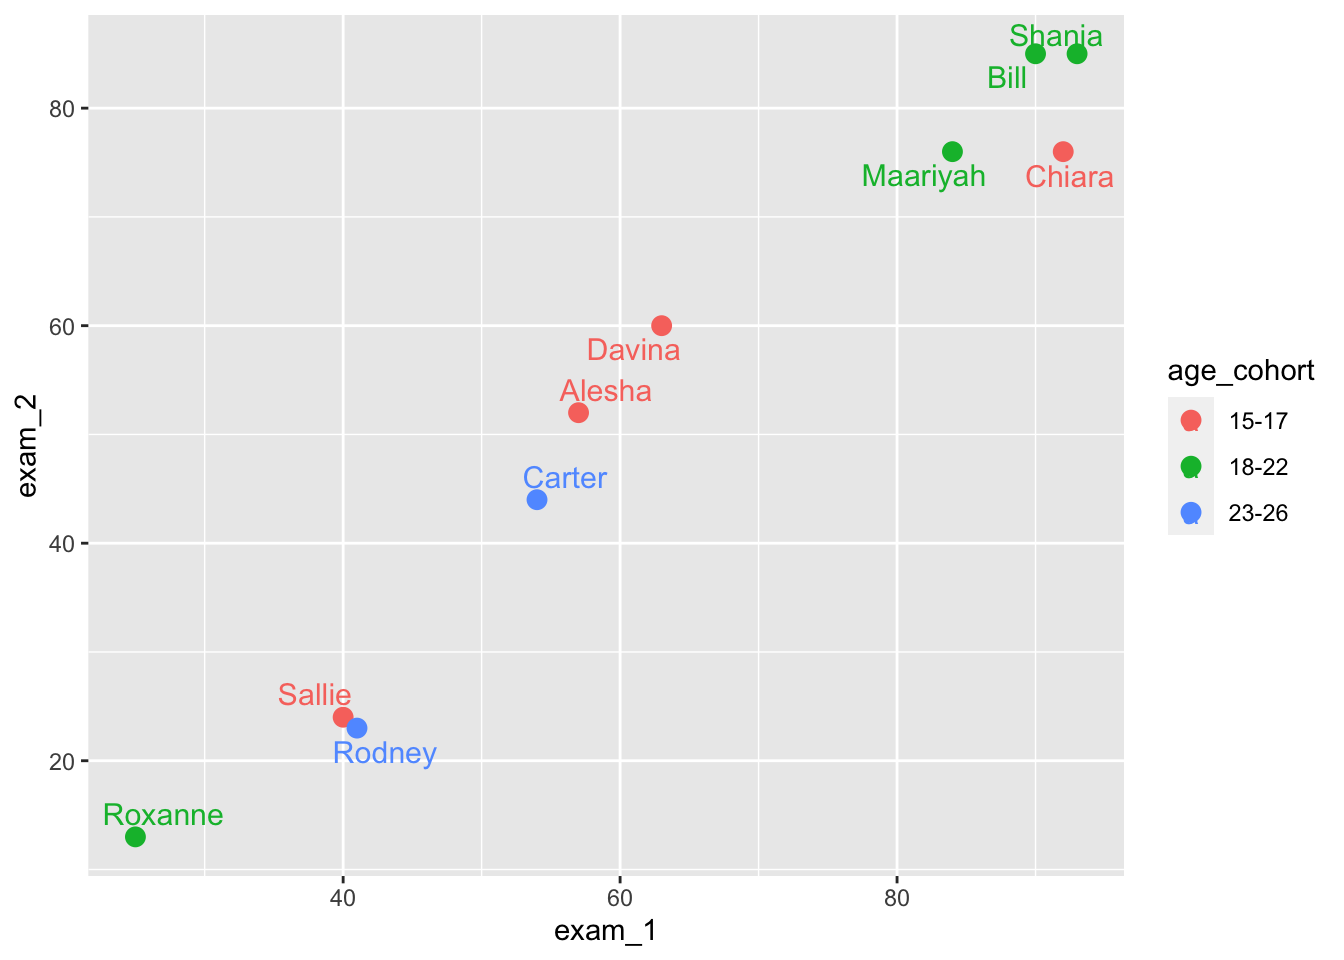 Shania
Bill
80
Maariyah
Chiara
60
Davina
Alesha
age_cohort
15-17
18-22
23-26
exam_2
Carter
40
Sallie
Rodney
20
Roxanne
40 60 80
exam_1